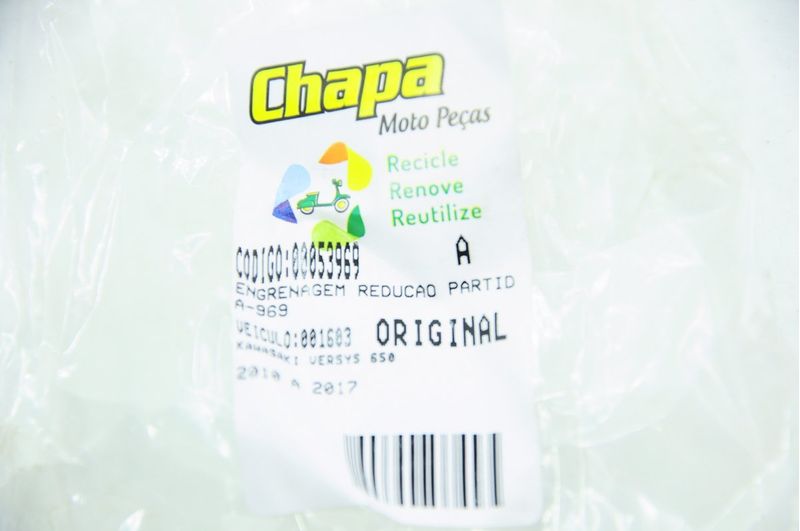 Chapa
Moto Peças
Recicle
Renove
Reutilize
CODIGO:00053969 A
ENGRENAGEM REDUCAO PARTID
A-969
VEICULO:001603 ORIGINAL
KAWASAKI VERSYS 650
2010 A 2017